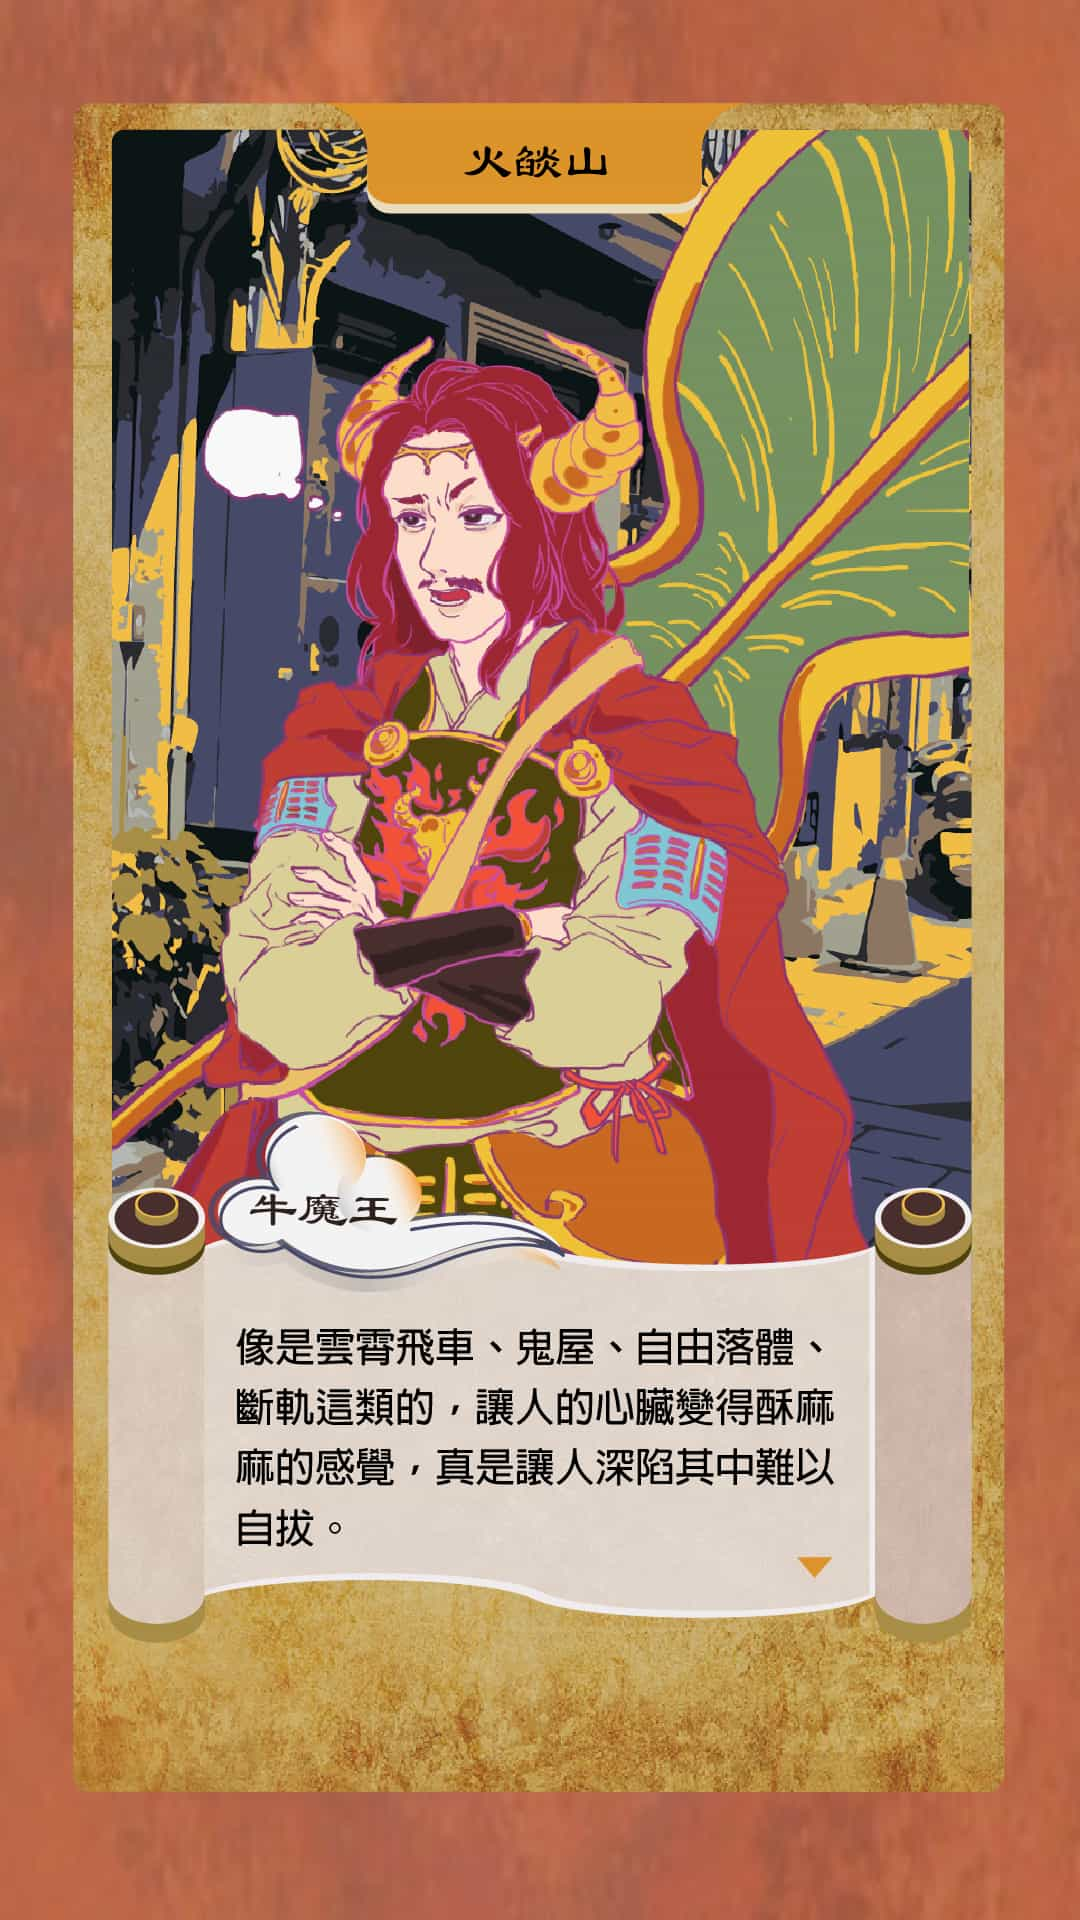 火燄山
牛魔王
像是雲霄飛車、鬼屋、自由落體、
斷軌這類的，讓人的心臟變得酥麻
麻的感覺，真是讓人深陷其中難以
自拔。